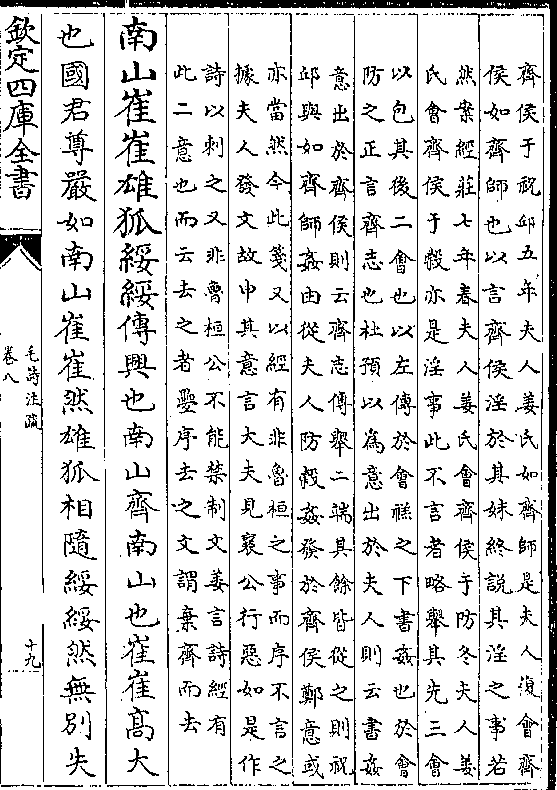 齊侯于祝邱五年夫人姜氏如齊師是夫人復會齊
侯如齊師也以言齊侯淫於其妹終說其淫之事若
然案經莊七年春夫人姜氏會齊侯于防冬夫人姜
氏會齊侯于穀亦是淫事此不言者略舉其先三會
以包其後二會也以左傳於會禚之下書姦也於會
防之正言齊志也杜預以為意出於夫人則云書姦
意出於齊侯則云齊志傳舉二端其餘皆從之則祝
邱與如齊師姦由從夫人防穀姦發於齊侯鄭意或
亦當然今此箋又以經有非魯桓之事而序不言之
據夫人發文故申其意言大夫見襄公行惡如是作
詩以刺之又非魯桓公不能禁制文姜言詩經有
此二意也而云去之者疊序去之文謂棄齊而去
南山崔崔雄狐綏綏傳興也南山齊南山也崔崔髙大
也國君尊嚴如南山崔崔然雄狐相隨綏綏然無別失
欽定四庫全書
毛詩注疏
卷八
十九